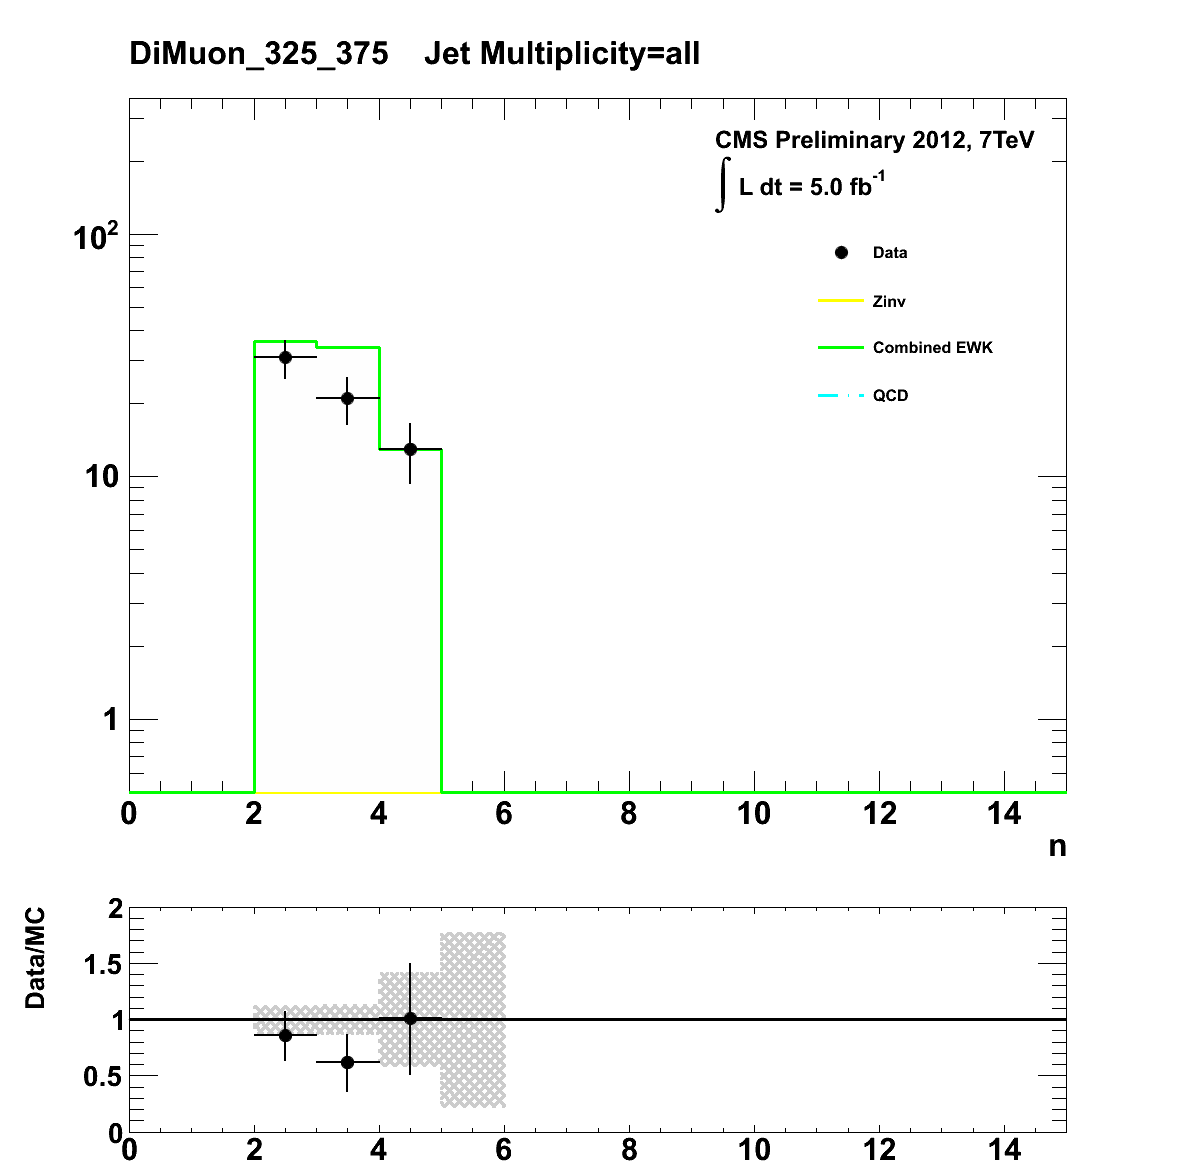 DiMuon_325_375 Jet Multiplicity=all
CMS Preliminary 2012, 7TeV
∫ L dt = 5.0 fb⁻¹
Data
Zinv
Combined EWK
QCD
10²
10
1
0 2 4 6 8 10 12 14
n
Data/MC
2
1.5
1
0.5
0
0 2 4 6 8 10 12 14